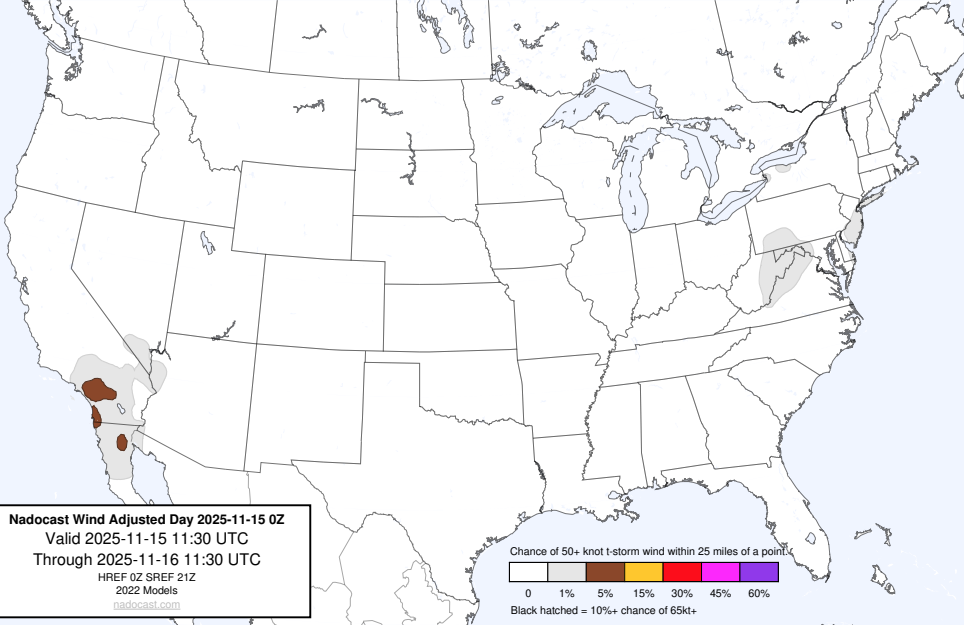 Nadocast Wind Adjusted Day 2025-11-15 0Z
Valid 2025-11-15 11:30 UTC
Through 2025-11-16 11:30 UTC
HREF 0Z SREF 21Z
2022 Models
nadocast.com
Chance of 50+ knot t-storm wind within 25 miles of a point.
0 1% 5% 15% 30% 45% 60%
Black hatched = 10%+ chance of 65kt+